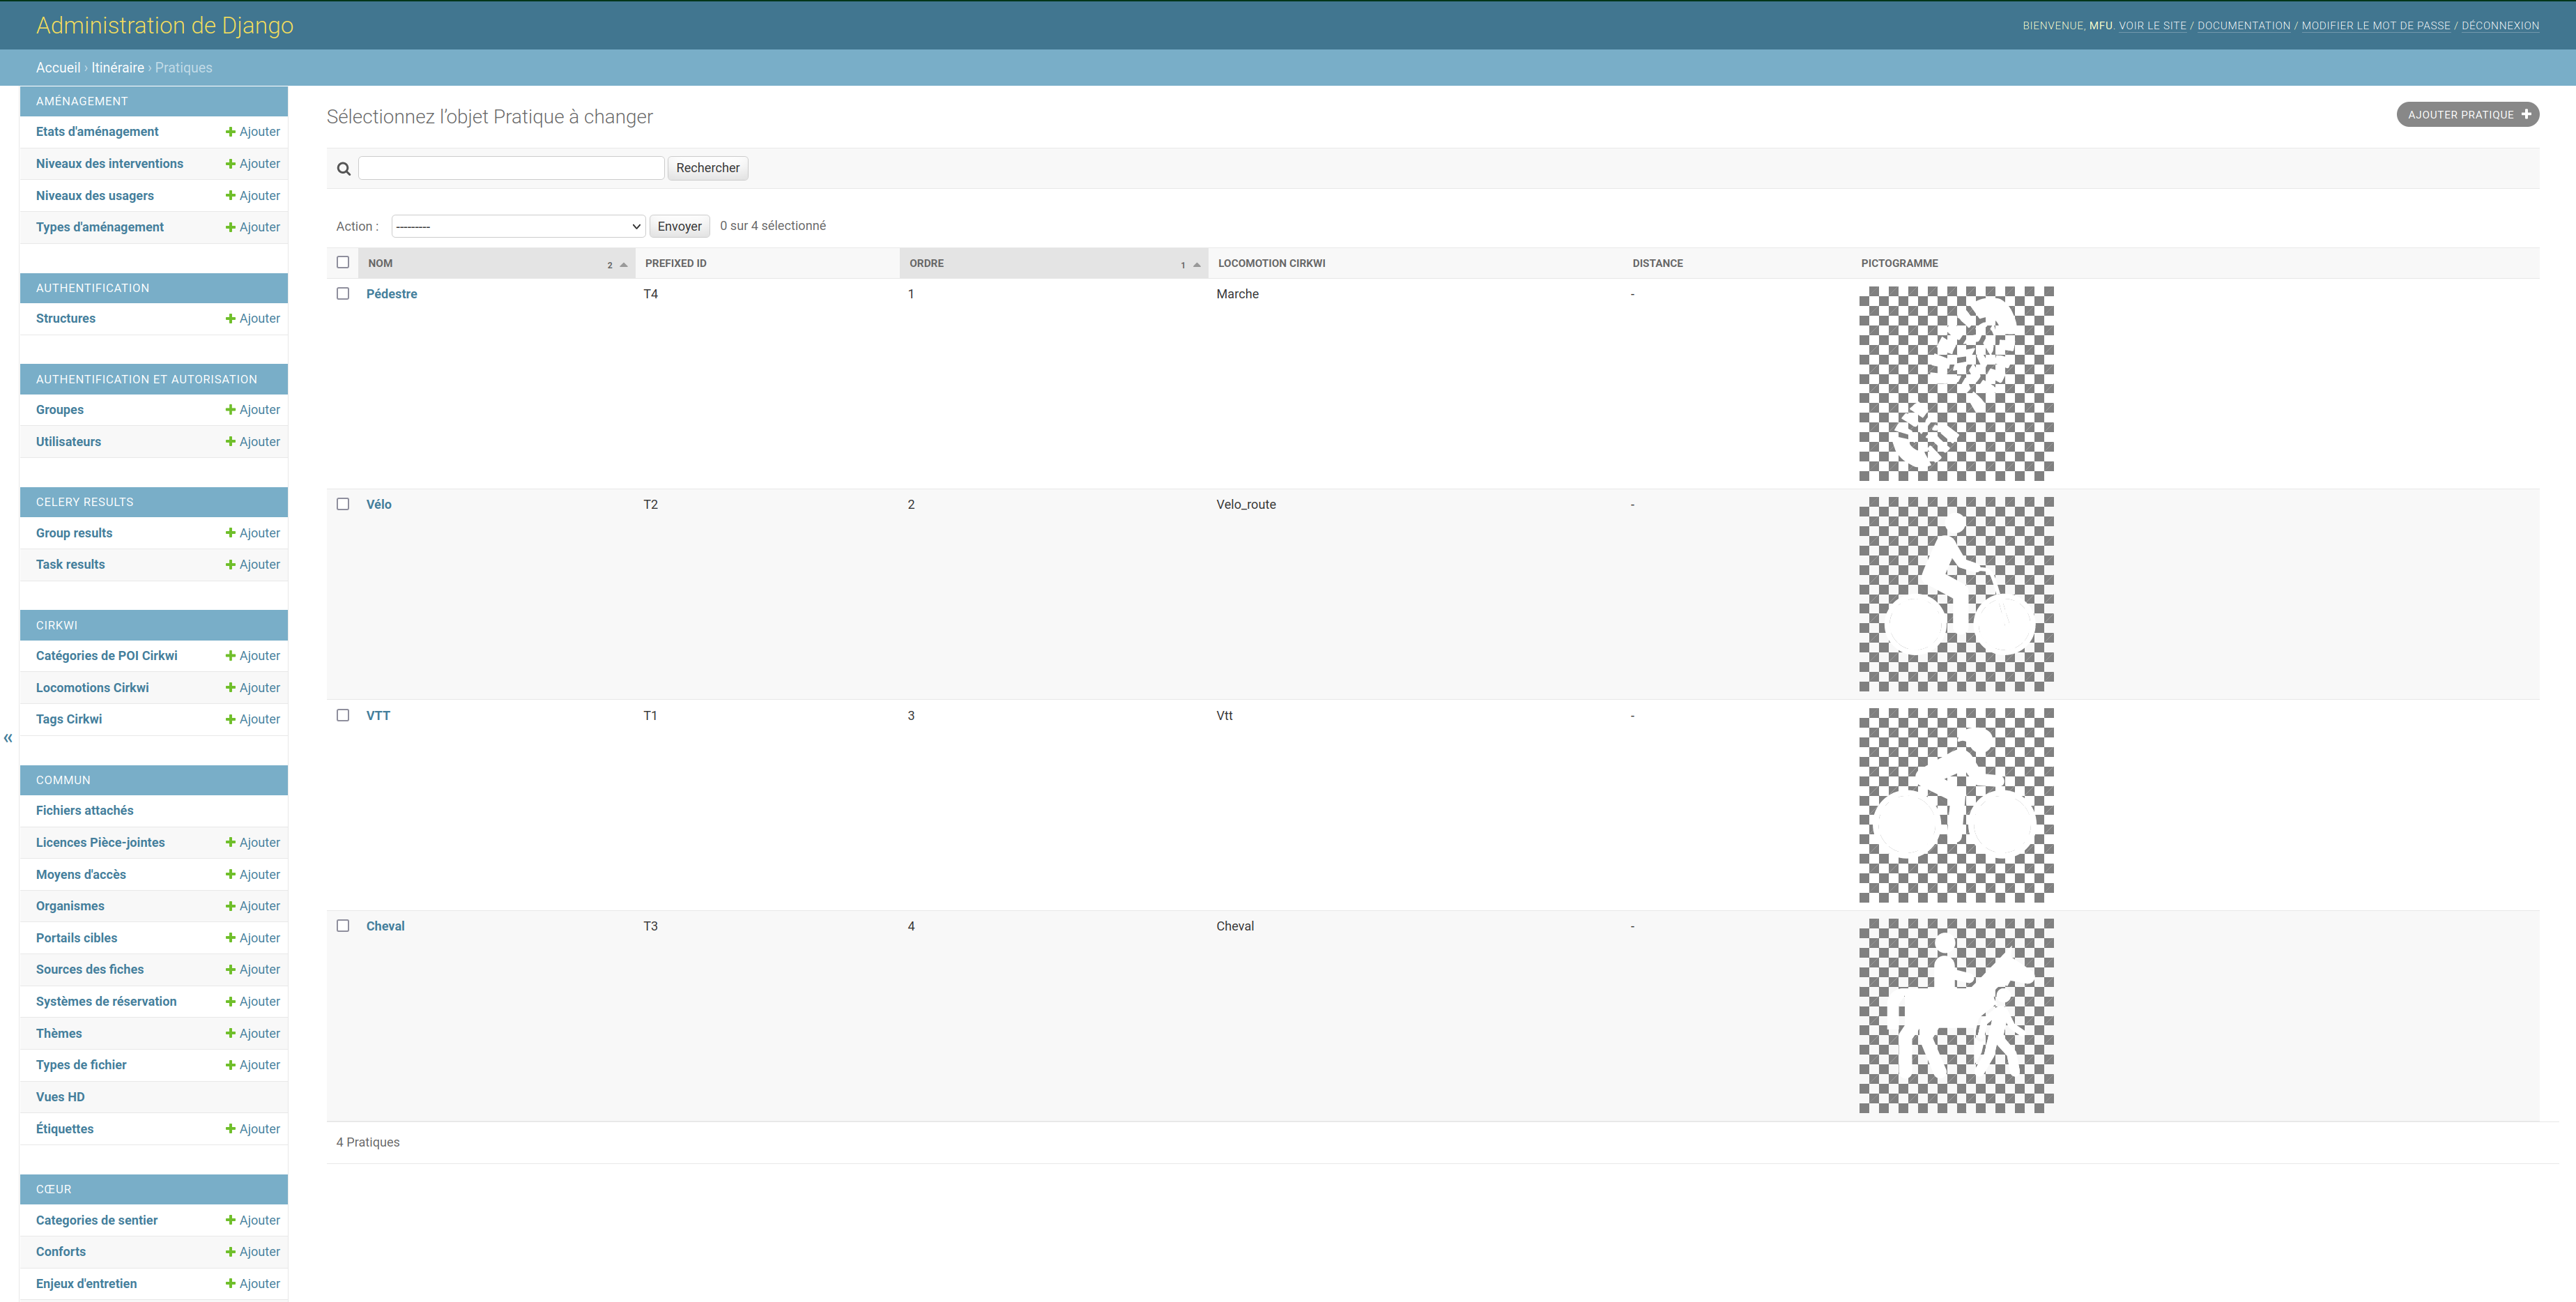 Administration de Django
BIENVENUE, MFU. VOIR LE SITE / DOCUMENTATION / MODIFIER LE MOT DE PASSE / DÉCONNEXION
Accueil › Itinéraire › Pratiques
AMÉNAGEMENT
Etats d'aménagement Ajouter
Niveaux des interventions Ajouter
Niveaux des usagers Ajouter
Types d'aménagement Ajouter
AUTHENTIFICATION
Structures Ajouter
AUTHENTIFICATION ET AUTORISATION
Groupes Ajouter
Utilisateurs Ajouter
CELERY RESULTS
Group results Ajouter
Task results Ajouter
CIRKWI
Catégories de POI Cirkwi Ajouter
Locomotions Cirkwi Ajouter
Tags Cirkwi Ajouter
«
COMMUN
Fichiers attachés
Licences Pièce-jointes Ajouter
Moyens d'accès Ajouter
Organismes Ajouter
Portails cibles Ajouter
Sources des fiches Ajouter
Systèmes de réservation Ajouter
Thèmes Ajouter
Types de fichier Ajouter
Vues HD
Étiquettes Ajouter
CŒUR
Categories de sentier Ajouter
Conforts Ajouter
Enjeux d'entretien Ajouter
Sélectionnez l'objet Pratique à changer
AJOUTER PRATIQUE +
Rechercher
Action : --------- Envoyer 0 sur 4 sélectionné
NOM 2 PREFIXED ID ORDRE 1 LOCOMOTION CIRKWI DISTANCE PICTOGRAMME
Pédestre T4 1 Marche -
Vélo T2 2 Velo_route -
VTT T1 3 Vtt -
Cheval T3 4 Cheval -
4 Pratiques